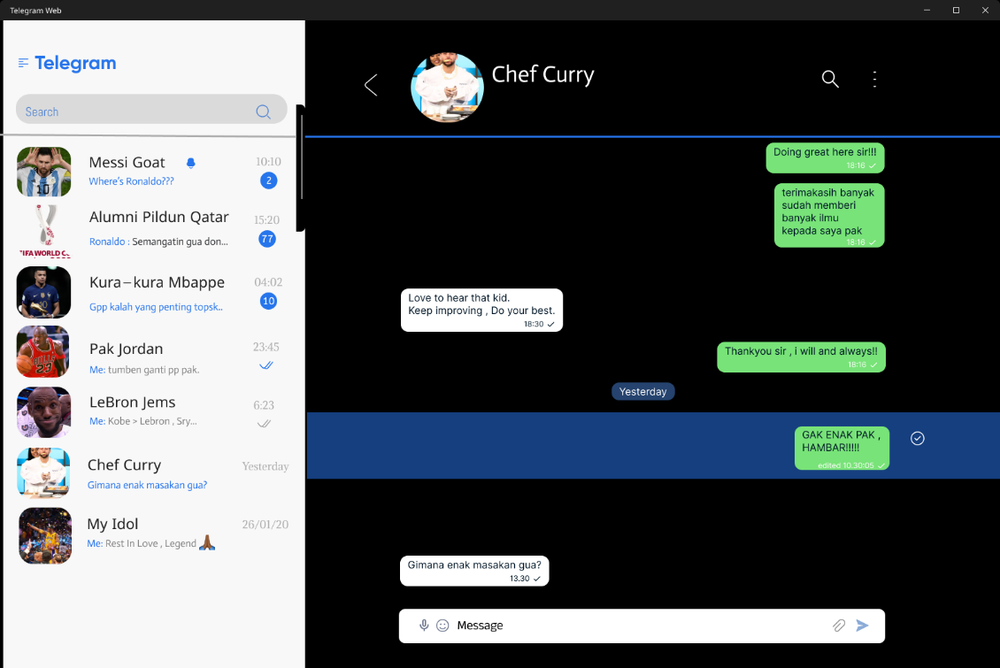 Telegram Web
Telegram
Search
Messi Goat
10:10
Where's Ronaldo???
2
Alumni Pildun Qatar
15:20
Ronaldo : Semangatin gua don...
77
FIFA WORLD C
Kura-kura Mbappe
04:02
Gpp kalah yang penting topsk..
10
Pak Jordan
23:45
Me: tumben ganti pp pak.
LeBron Jems
6:23
Me: Kobe > Lebron , Sry...
Chef Curry
Yesterday
Gimana enak masakan gua?
My Idol
26/01/20
Me: Rest In Love , Legend 🙏🏾
Chef Curry
Doing great here sir!!!
18:16
terimakasih banyak
sudah memberi
banyak ilmu
kepada saya pak
18:16
Love to hear that kid.
Keep improving , Do your best.
18:30
Thankyou sir , i will and always!!
18:16
Yesterday
GAK ENAK PAK ,
HAMBAR!!!!!
edited 10.30:05
Gimana enak masakan gua?
13.30
Message